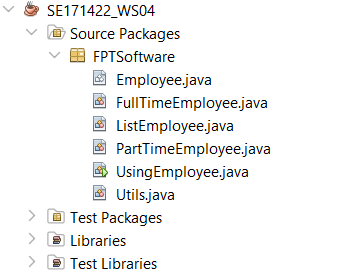 SE171422_WS04
Source Packages
FPTSoftware
Employee.java
FullTimeEmployee.java
ListEmployee.java
PartTimeEmployee.java
UsingEmployee.java
Utils.java
Test Packages
Libraries
Test Libraries